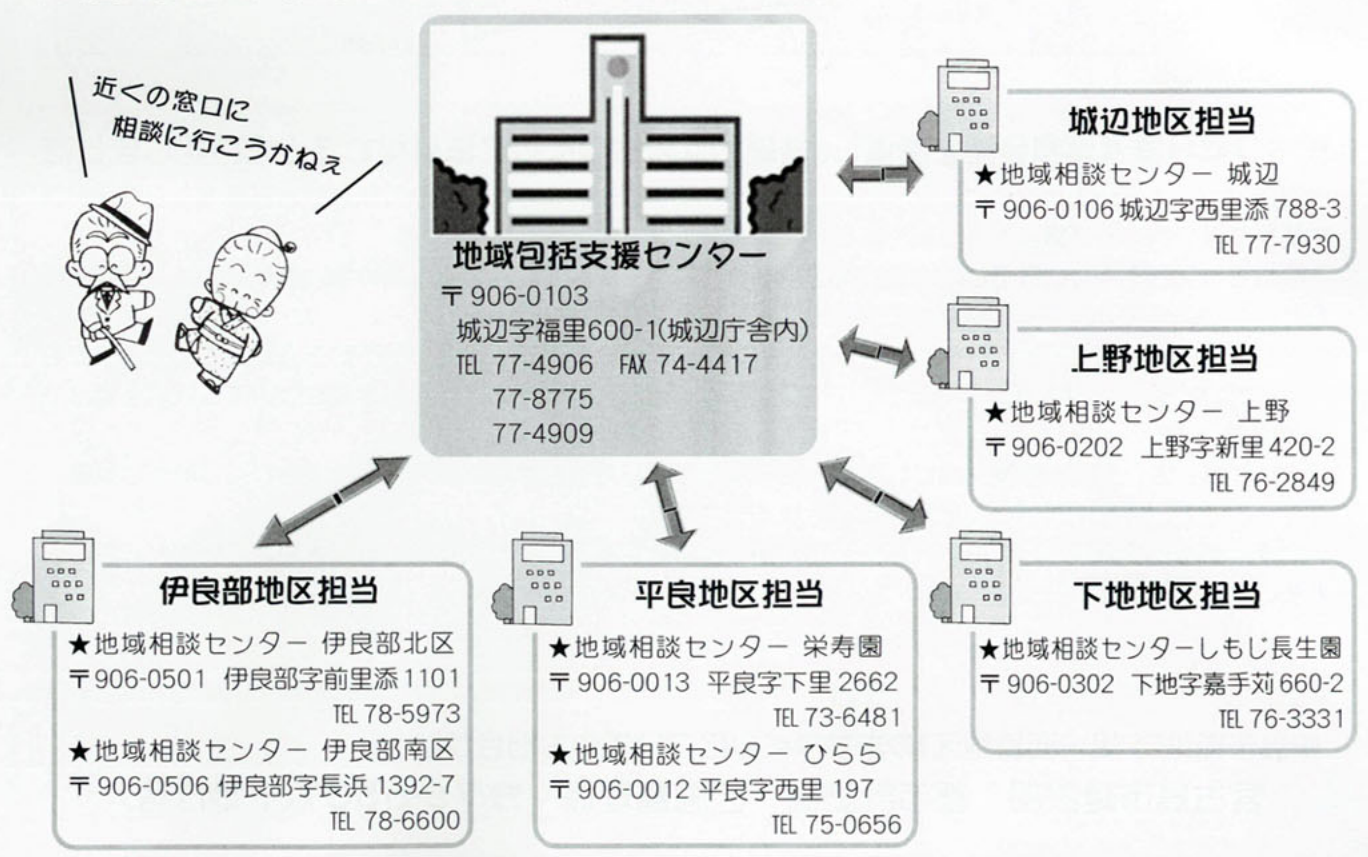 近くの窓口に
相談に行こうかねぇ
地域包括支援センター
〒906-0103
城辺字福里600-1(城辺庁舎内)
TEL 77-4906 FAX 74-4417
77-8775
77-4909
城辺地区担当
★地域相談センター 城辺
〒906-0106 城辺字西里添788-3
TEL 77-7930
上野地区担当
★地域相談センター 上野
〒906-0202 上野字新里420-2
TEL 76-2849
伊良部地区担当
★地域相談センター 伊良部北区
〒906-0501 伊良部字前里添1101
TEL 78-5973
★地域相談センター 伊良部南区
〒906-0506 伊良部字長浜1392-7
TEL 78-6600
平良地区担当
★地域相談センター 栄寿園
〒906-0013 平良字下里2662
TEL 73-6481
★地域相談センター ひらら
〒906-0012 平良字西里197
TEL 75-0656
下地地区担当
★地域相談センターしもじ長生園
〒906-0302 下地字嘉手苅660-2
TEL 76-3331